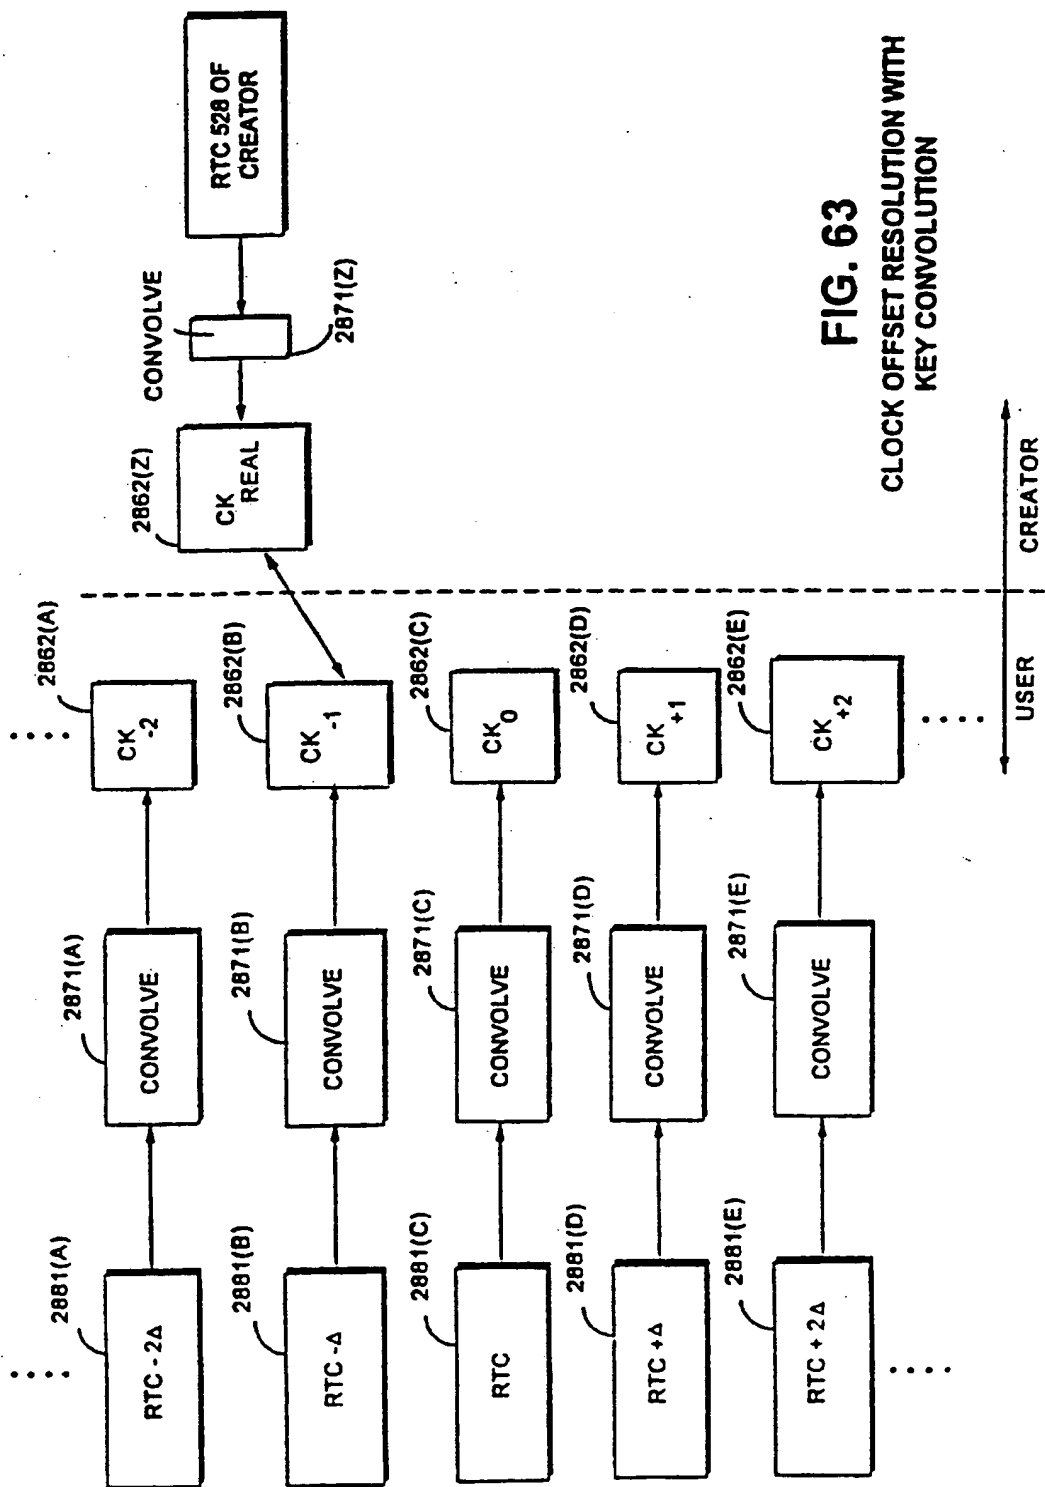 2881(A)
RTC - 2Δ
2871(A)
CONVOLVE
2862(A)
CK -2
2881(B)
RTC -Δ
2871(B)
CONVOLVE
2862(B)
CK -1
2881(C)
RTC
2871(C)
CONVOLVE
2862(C)
CK 0
2881(D)
RTC +Δ
2871(D)
CONVOLVE
2862(D)
CK +1
2881(E)
RTC + 2Δ
2871(E)
CONVOLVE
2862(E)
CK +2
2862(Z)
CK REAL
CONVOLVE
2871(Z)
RTC 528 OF
CREATOR
USER
CREATOR
FIG. 63
CLOCK OFFSET RESOLUTION WITH
KEY CONVOLUTION